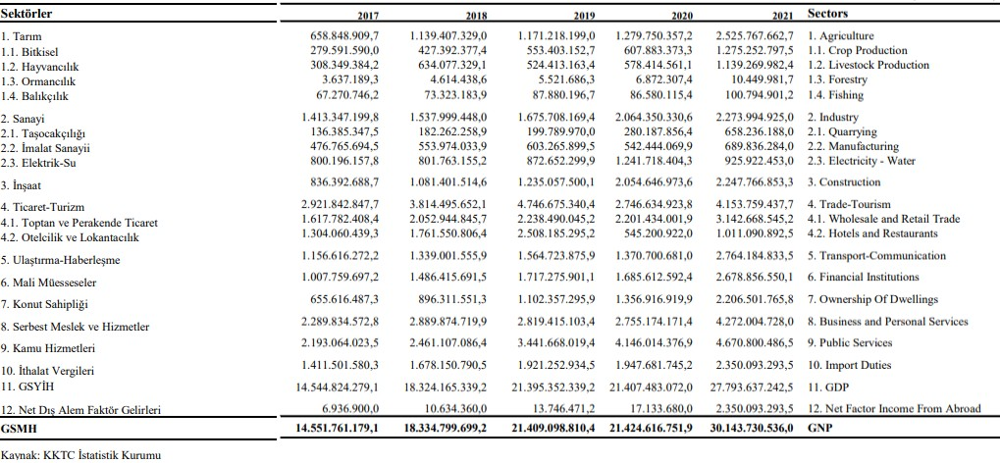 Sektörler 2017 2018 2019 2020 2021 Sectors
1. Tarım 658.848.909,7 1.139.407.329,0 1.171.218.199,0 1.279.750.357,2 2.525.767.662,7 1. Agriculture
1.1. Bitkisel 279.591.590,0 427.392.377,4 553.403.152,7 607.883.373,3 1.275.252.797,5 1.1. Crop Production
1.2. Hayvancılık 308.349.384,2 634.077.329,1 524.413.163,4 578.414.561,1 1.139.269.982,4 1.2. Livestock Production
1.3. Ormancılık 3.637.189,3 4.614.438,6 5.521.686,3 6.872.307,4 10.449.981,7 1.3. Forestry
1.4. Balıkçılık 67.270.746,2 73.323.183,9 87.880.196,7 86.580.115,4 100.794.901,2 1.4. Fishing
2. Sanayi 1.413.347.199,8 1.537.999.448,0 1.675.708.169,4 2.064.350.330,6 2.273.994.925,0 2. Industry
2.1. Taşocakçılığı 136.385.347,5 182.262.258,9 199.789.970,0 280.187.856,4 658.236.188,0 2.1. Quarrying
2.2. İmalat Sanayii 476.765.694,5 553.974.033,9 603.265.899,5 542.444.069,9 689.836.284,0 2.2. Manufacturing
2.3. Elektrik-Su 800.196.157,8 801.763.155,2 872.652.299,9 1.241.718.404,3 925.922.453,0 2.3. Electricity - Water
3. İnşaat 836.392.688,7 1.081.401.514,6 1.235.057.500,1 2.054.646.973,6 2.247.766.853,3 3. Construction
4. Ticaret-Turizm 2.921.842.847,7 3.814.495.652,1 4.746.675.340,4 2.746.634.923,8 4.153.759.437,7 4. Trade-Tourism
4.1. Toptan ve Perakende Ticaret 1.617.782.408,4 2.052.944.845,7 2.238.490.045,2 2.201.434.001,9 3.142.668.545,2 4.1. Wholesale and Retail Trade
4.2. Otelcilik ve Lokantacılık 1.304.060.439,3 1.761.550.806,4 2.508.185.295,2 545.200.922,0 1.011.090.892,5 4.2. Hotels and Restaurants
5. Ulaştırma-Haberleşme 1.156.616.272,2 1.339.001.555,9 1.564.723.875,9 1.370.700.681,0 2.764.184.833,5 5. Transport-Communication
6. Mali Müesseseler 1.007.759.697,2 1.486.415.691,5 1.717.275.901,1 1.685.612.592,4 2.678.856.550,1 6. Financial Institutions
7. Konut Sahipliği 655.616.487,3 896.311.551,3 1.102.357.295,9 1.356.916.919,9 2.206.501.765,8 7. Ownership Of Dwellings
8. Serbest Meslek ve Hizmetler 2.289.834.572,8 2.889.874.719,9 2.819.415.103,4 2.755.174.171,4 4.272.004.728,0 8. Business and Personal Services
9. Kamu Hizmetleri 2.193.064.023,5 2.461.107.086,4 3.441.668.019,4 4.146.014.376,9 4.670.800.486,5 9. Public Services
10. İthalat Vergileri 1.411.501.580,3 1.678.150.790,5 1.921.252.934,5 1.947.681.745,2 2.350.093.293,5 10. Import Duties
11. GSYİH 14.544.824.279,1 18.324.165.339,2 21.395.352.339,2 21.407.483.072,0 27.793.637.242,5 11. GDP
12. Net Dış Alem Faktör Gelirleri 6.936.900,0 10.634.360,0 13.746.471,2 17.133.680,0 2.350.093.293,5 12. Net Factor Income From Abroad
GSMH 14.551.761.179,1 18.334.799.699,2 21.409.098.810,4 21.424.616.751,9 30.143.730.536,0 GNP
Kaynak: KKTC İstatistik Kurumu